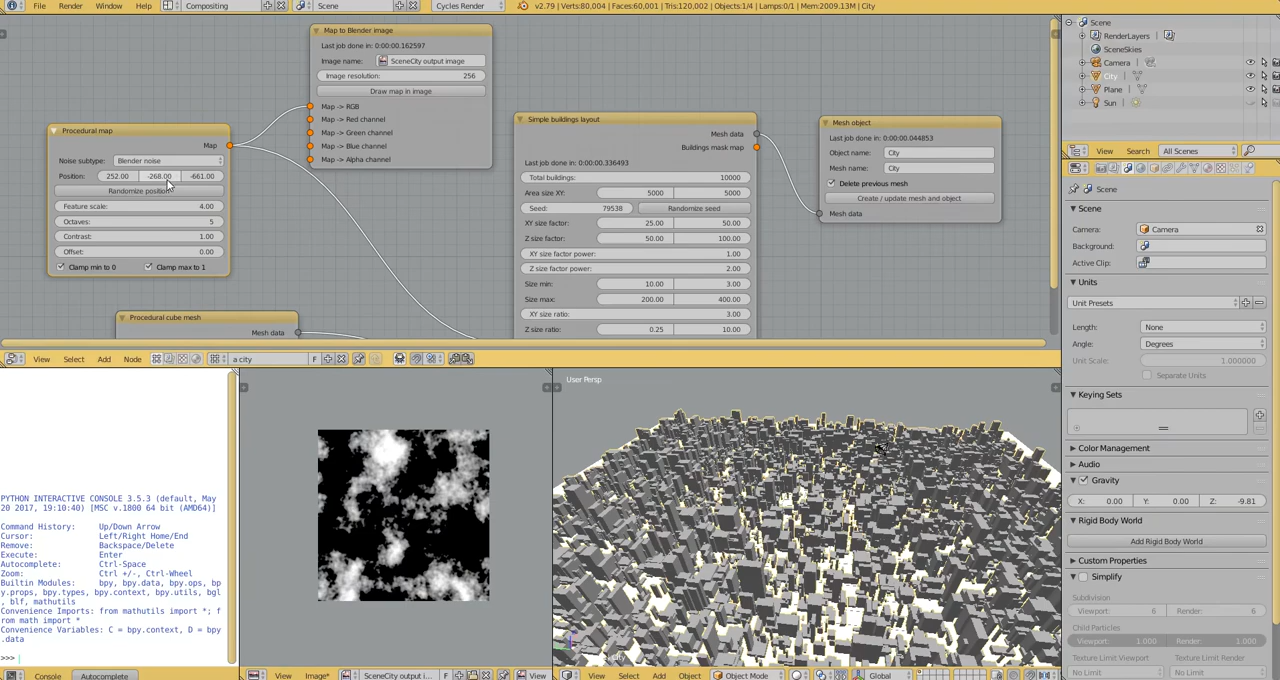 File Render Window Help Compositing Scene Cycles Render v2.79 | Verts:80,004 | Faces:60,001 | Tris:120,002 | Objects:1/4 | Lamps:0/1 | Mem:2009.13M | City
Map to Blender image
Last job done in: 0:00:00.162597
Image name: SceneCity output image
Image resolution: 256
Draw map in image
Map -> RGB
Map -> Red channel
Map -> Green channel
Map -> Blue channel
Map -> Alpha channel
Procedural map
Map
Noise subtype: Blender noise
Position: 252.00 -268.00 -661.00
Randomize position
Feature scale: 4.00
Octaves: 5
Contrast: 1.00
Offset: 0.00
Clamp min to 0 Clamp max to 1
Procedural cube mesh
Mesh data
Simple buildings layout
Mesh data
Buildings mask map
Last job done in: 0:00:00.336493
Total buildings: 10000
Area size XY: 5000 5000
Seed: 79538 Randomize seed
XY size factor: 25.00 50.00
Z size factor: 50.00 100.00
XY size factor power: 1.00
Z size factor power: 2.00
Size min: 10.00 3.00
Size max: 200.00 400.00
XY size ratio: 3.00
Z size ratio: 0.25 10.00
Mesh object
Last job done in: 0:00:00.044853
Object name: City
Mesh name: City
Delete previous mesh
Create / update mesh and object
Mesh data
View Select Add Node a city F
PYTHON INTERACTIVE CONSOLE 3.5.3 (default, May
20 2017, 19:10:40) [MSC v.1800 64 bit (AMD64)]
Command History: Up/Down Arrow
Cursor: Left/Right Home/End
Remove: Backspace/Delete
Execute: Enter
Autocomplete: Ctrl-Space
Zoom: Ctrl +/-, Ctrl-Wheel
Builtin Modules: bpy, bpy.data, bpy.ops, bp
y.props, bpy.types, bpy.context, bpy.utils, bgl
, blf, mathutils
Convenience Imports: from mathutils import *; f
rom math import *
Convenience Variables: C = bpy.context, D = bpy
.data
>>>
Console Autocomplete
View Image* SceneCity output i... F View
User Persp
View Select Add Object Object Mode Global
Scene
RenderLayers
SceneSkies
Camera
City
Plane
Sun
View Search All Scenes
Scene
Scene
Camera: Camera
Background:
Active Clip:
Units
Unit Presets
Length: None
Angle: Degrees
Unit Scale: 1.000000
Separate Units
Keying Sets
Color Management
Audio
Gravity
X: 0.00 Y: 0.00 Z: -9.81
Rigid Body World
Add Rigid Body World
Custom Properties
Simplify
Subdivision
Viewport: 6 Render: 6
Child Particles
Viewport: 1.000 Render: 1.000
Texture Limit Viewport Texture Limit Render
No Limit No Limit